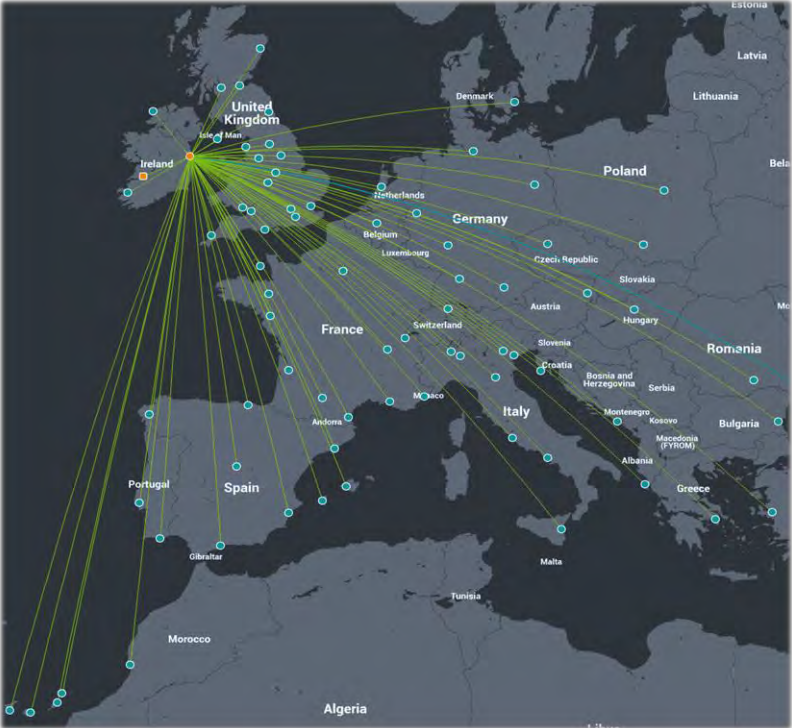 Estonia
Latvia
Denmark
Lithuania
United
Kingdom
Isle of Man
Ireland
Poland
Netherlands
Germany
Belgium
Luxembourg
Czech Republic
Slovakia
Austria
Hungary
France
Switzerland
Slovenia
Romania
Croatia
Bosnia and
Herzegovina
Serbia
Monaco
Italy
Andorra
Montenegro
Kosovo
Bulgaria
Macedonia
(FYROM)
Albania
Portugal
Spain
Greece
Gibraltar
Malta
Tunisia
Morocco
Algeria